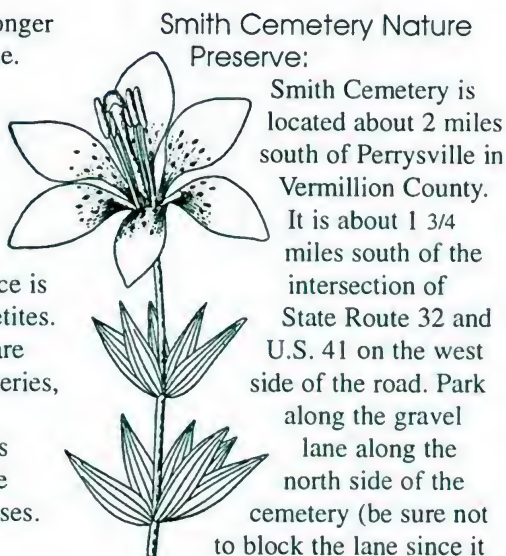 onger
e.
ce is
etites.
are
eries,
s
e
ses.
Smith Cemetery Nature
Preserve:
Smith Cemetery is
located about 2 miles
south of Perrysville in
Vermillion County.
It is about 1 3/4
miles south of the
intersection of
State Route 32 and
U.S. 41 on the west
side of the road. Park
along the gravel
lane along the
north side of the
cemetery (be sure not
to block the lane since it